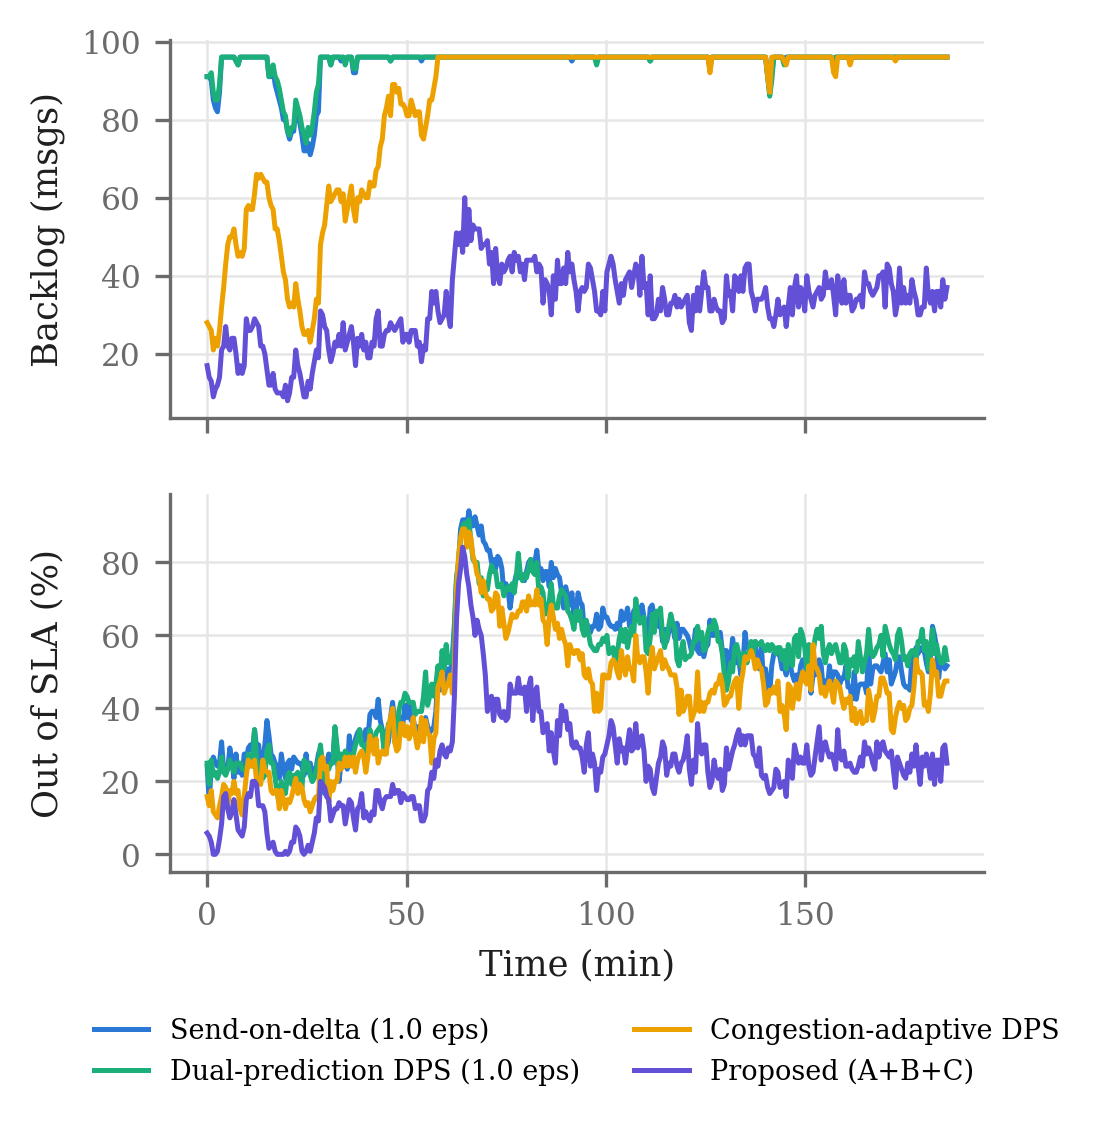 100
80
60
40
20
Backlog (msgs)
80
60
40
20
0
Out of SLA (%)
0 50 100 150
Time (min)
Send-on-delta (1.0 eps)
Dual-prediction DPS (1.0 eps)
Congestion-adaptive DPS
Proposed (A+B+C)